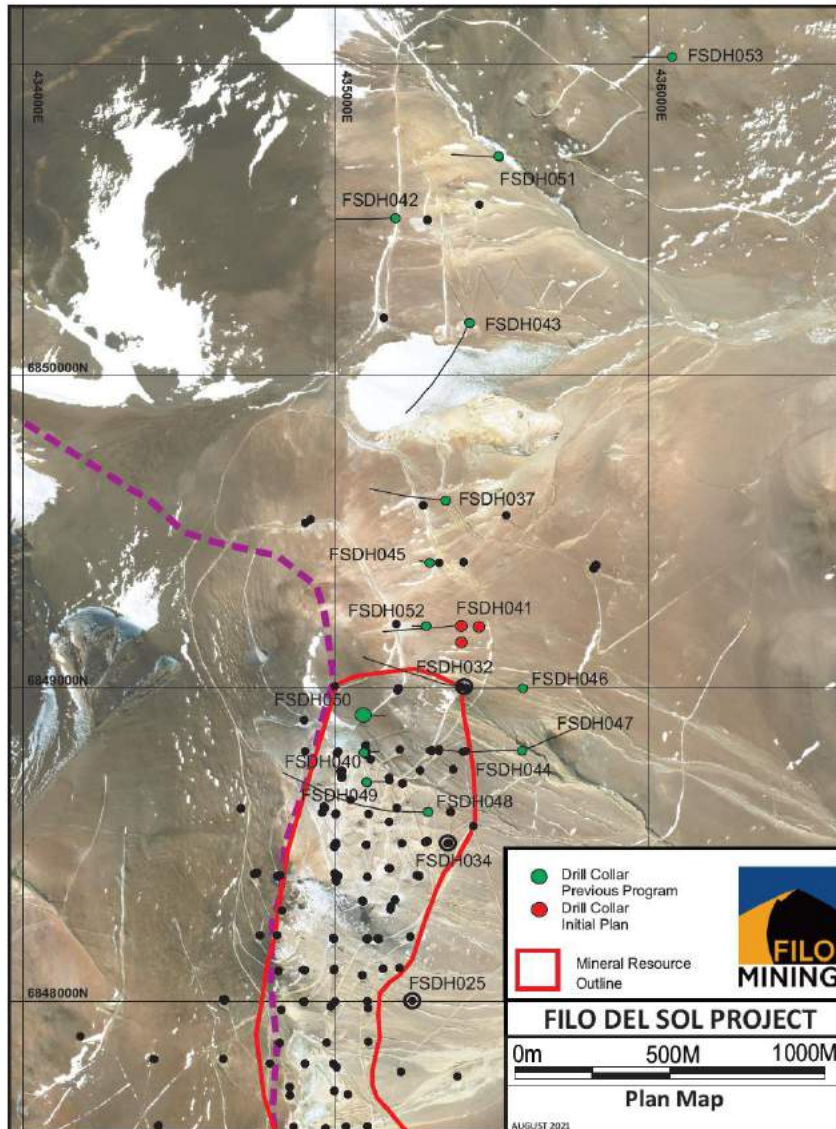 434000E
435000E
436000E
FSDH053
FSDH051
FSDH042
FSDH043
6850000N
FSDH037
FSDH045
FSDH052
FSDH041
FSDH032
6849000N
FSDH046
FSDH050
FSDH047
FSDH040
FSDH044
FSDH049
FSDH048
FSDH034
FSDH025
6848000N
Drill Collar
Previous Program
Drill Collar
Initial Plan
Mineral Resource
Outline
FILO
MINING
FILO DEL SOL PROJECT
0m 500M 1000M
Plan Map
AUGUST 2021